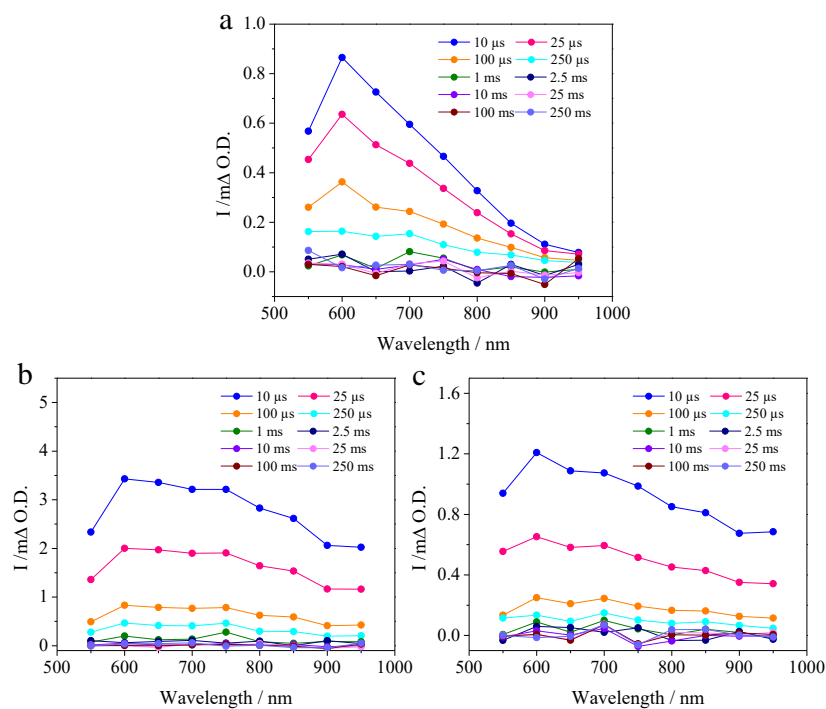 a
1.0
0.8
0.6
0.4
0.2
0.0
I /mΔ O.D.
10 µs 25 µs
100 µs 250 µs
1 ms 2.5 ms
10 ms 25 ms
100 ms 250 ms
500 600 700 800 900 1000
Wavelength / nm
b
5
4
3
2
1
0
I /mΔ O.D.
10 µs 25 µs
100 µs 250 µs
1 ms 2.5 ms
10 ms 25 ms
100 ms 250 ms
500 600 700 800 900 1000
Wavelength / nm
c
1.6
1.2
0.8
0.4
0.0
I /mΔ O.D.
10 µs 25 µs
100 µs 250 µs
1 ms 2.5 ms
10 ms 25 ms
100 ms 250 ms
500 600 700 800 900 1000
Wavelength / nm